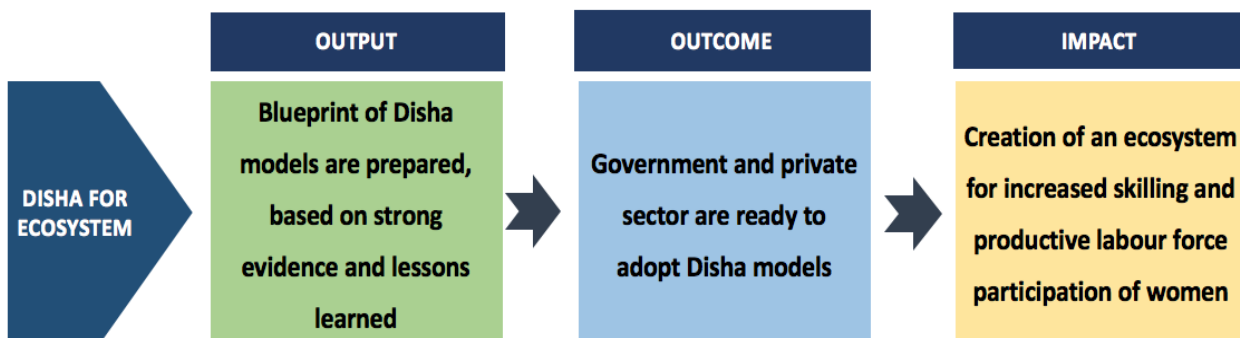 OUTPUT
OUTCOME
IMPACT
DISHA FOR
ECOSYSTEM
Blueprint of Disha
models are prepared,
based on strong
evidence and lessons
learned
Government and private
sector are ready to
adopt Disha models
Creation of an ecosystem
for increased skilling and
productive labour force
participation of women